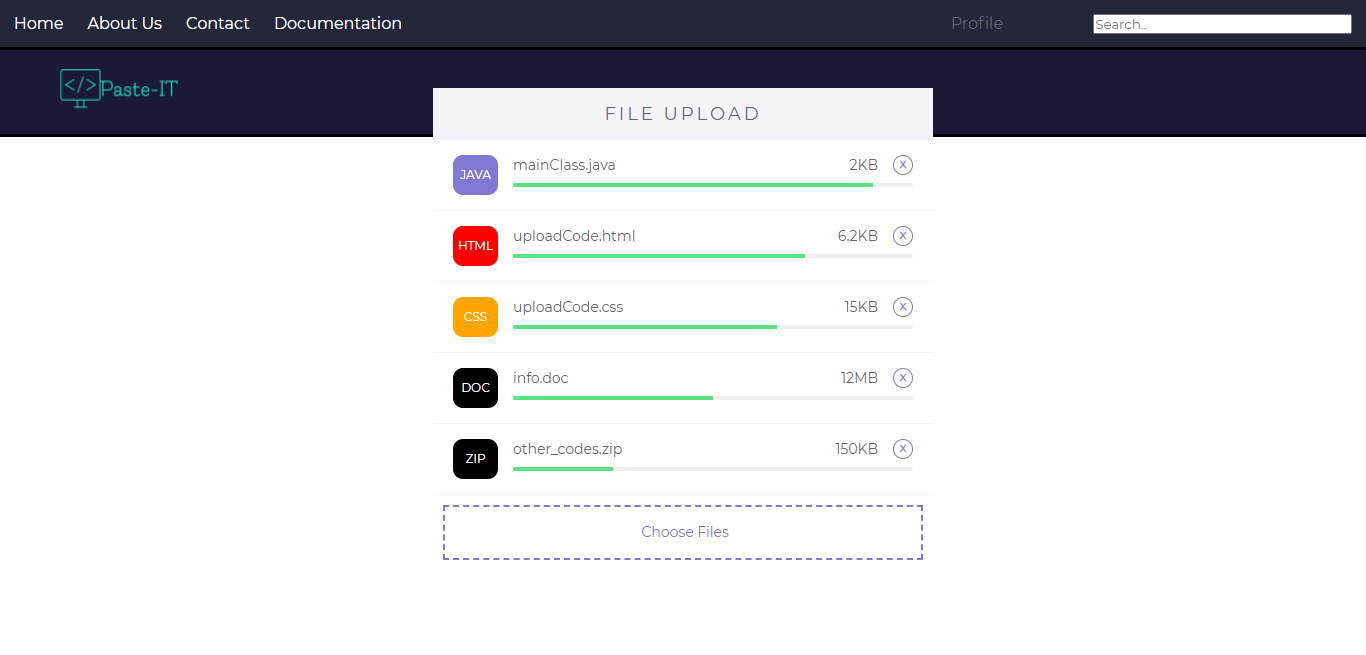 Home About Us Contact Documentation Profile Search..
</>Paste-IT
FILE UPLOAD
JAVA mainClass.java 2KB X
HTML uploadCode.html 6.2KB X
CSS uploadCode.css 15KB X
DOC info.doc 12MB X
ZIP other_codes.zip 150KB X
Choose Files